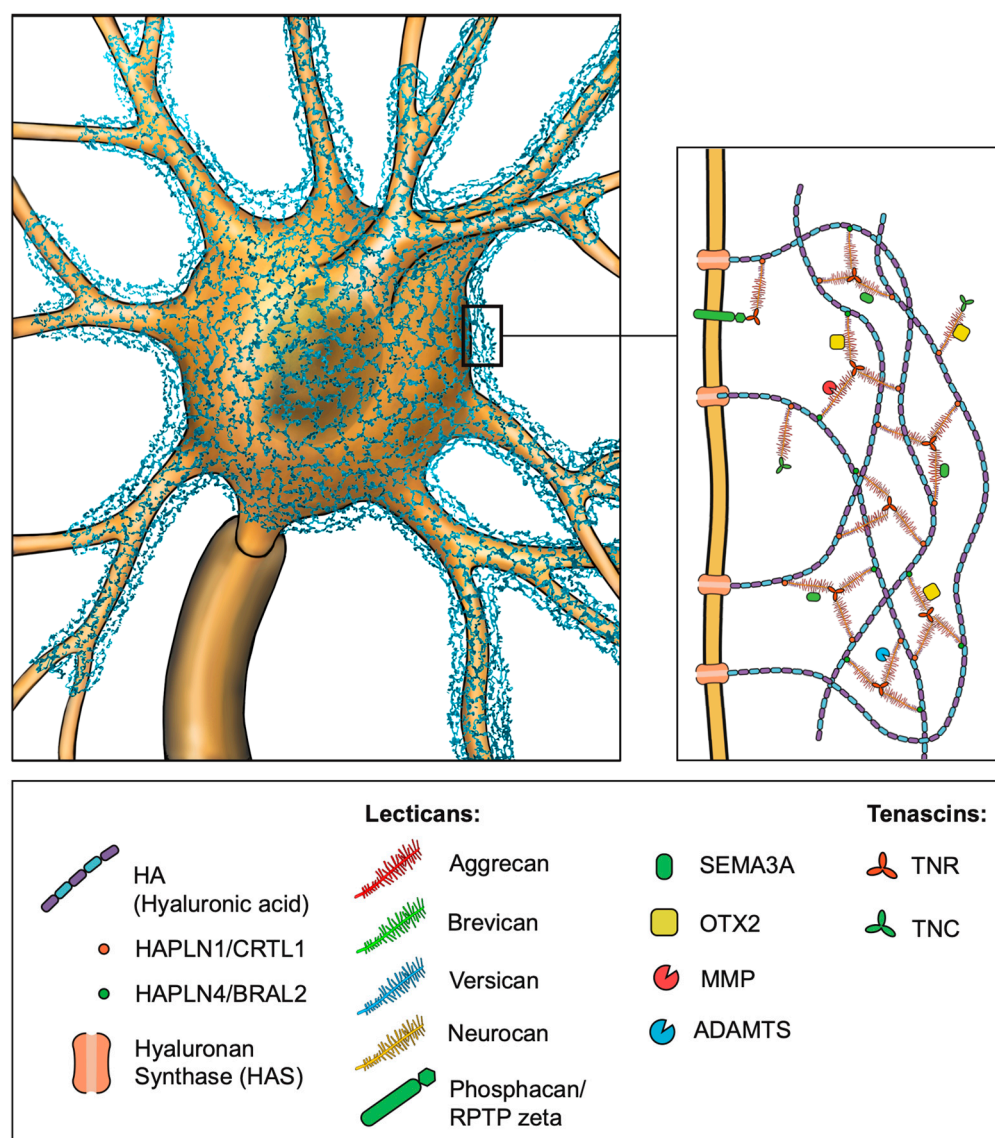 HA
(Hyaluronic acid)
HAPLN1/CRTL1
HAPLN4/BRAL2
Hyaluronan
Synthase (HAS)
Lecticans:
Aggrecan
Brevican
Versican
Neurocan
Phosphacan/
RPTP zeta
SEMA3A
OTX2
MMP
ADAMTS
Tenascins:
TNR
TNC